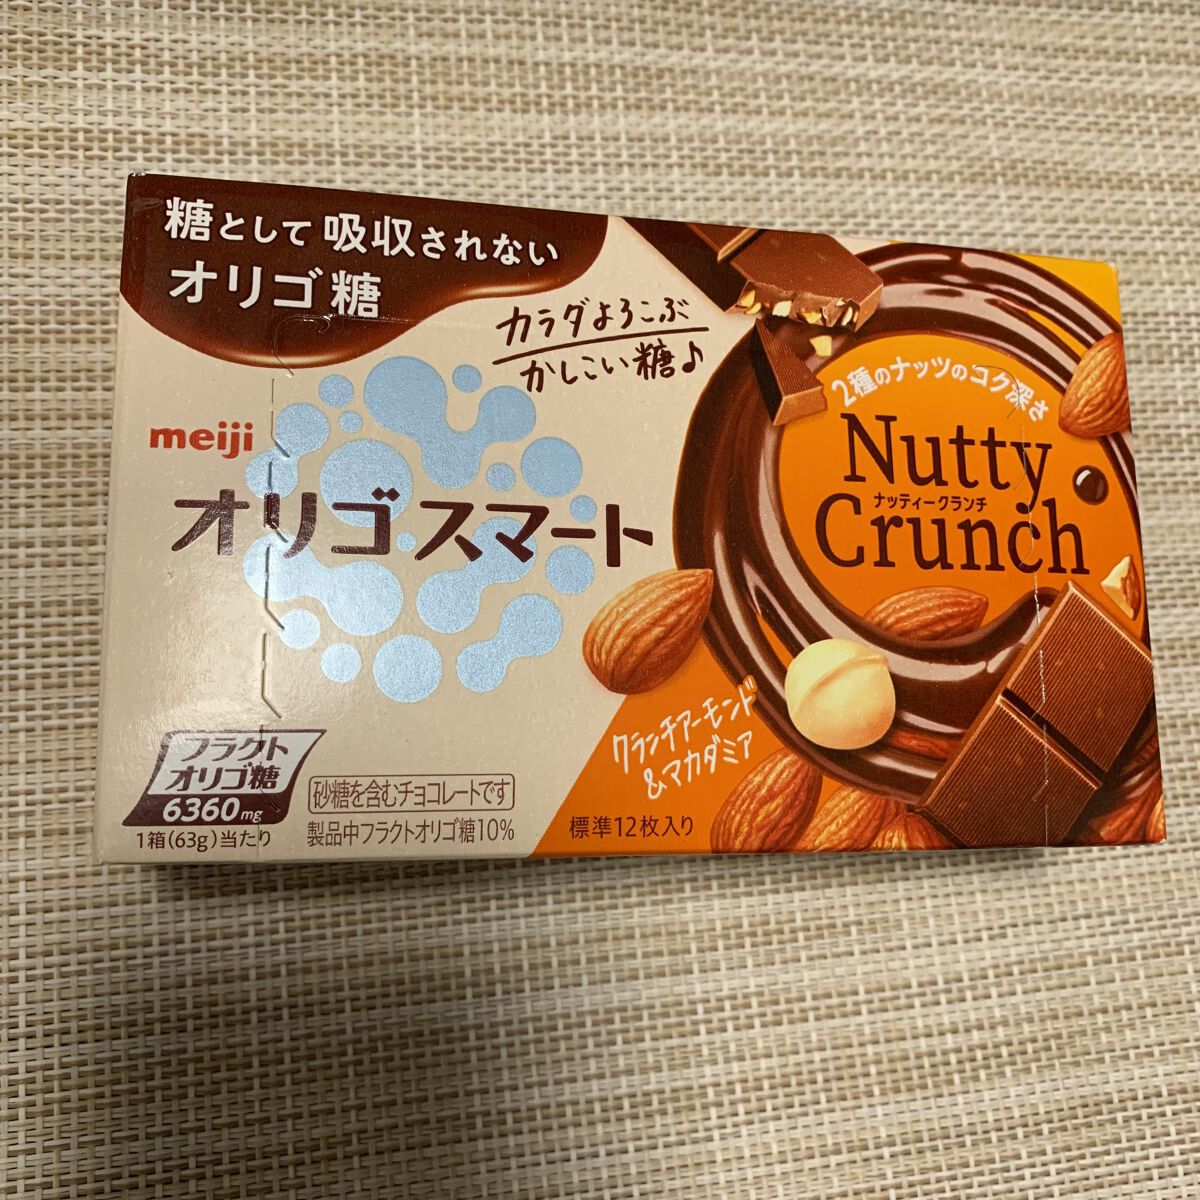 糖として吸収されない
オリゴ糖
カラダよろこぶ
かしこい糖♪
meiji
オリゴスマート
2種のナッツのコク深さ
Nutty
ナッティークランチ
Crunch
クランチアーモンド
&マカダミア
フラクト
オリゴ糖
6360mg
1箱(63g)当たり
砂糖を含むチョコレートです
製品中フラクトオリゴ糖10%
標準12枚入り